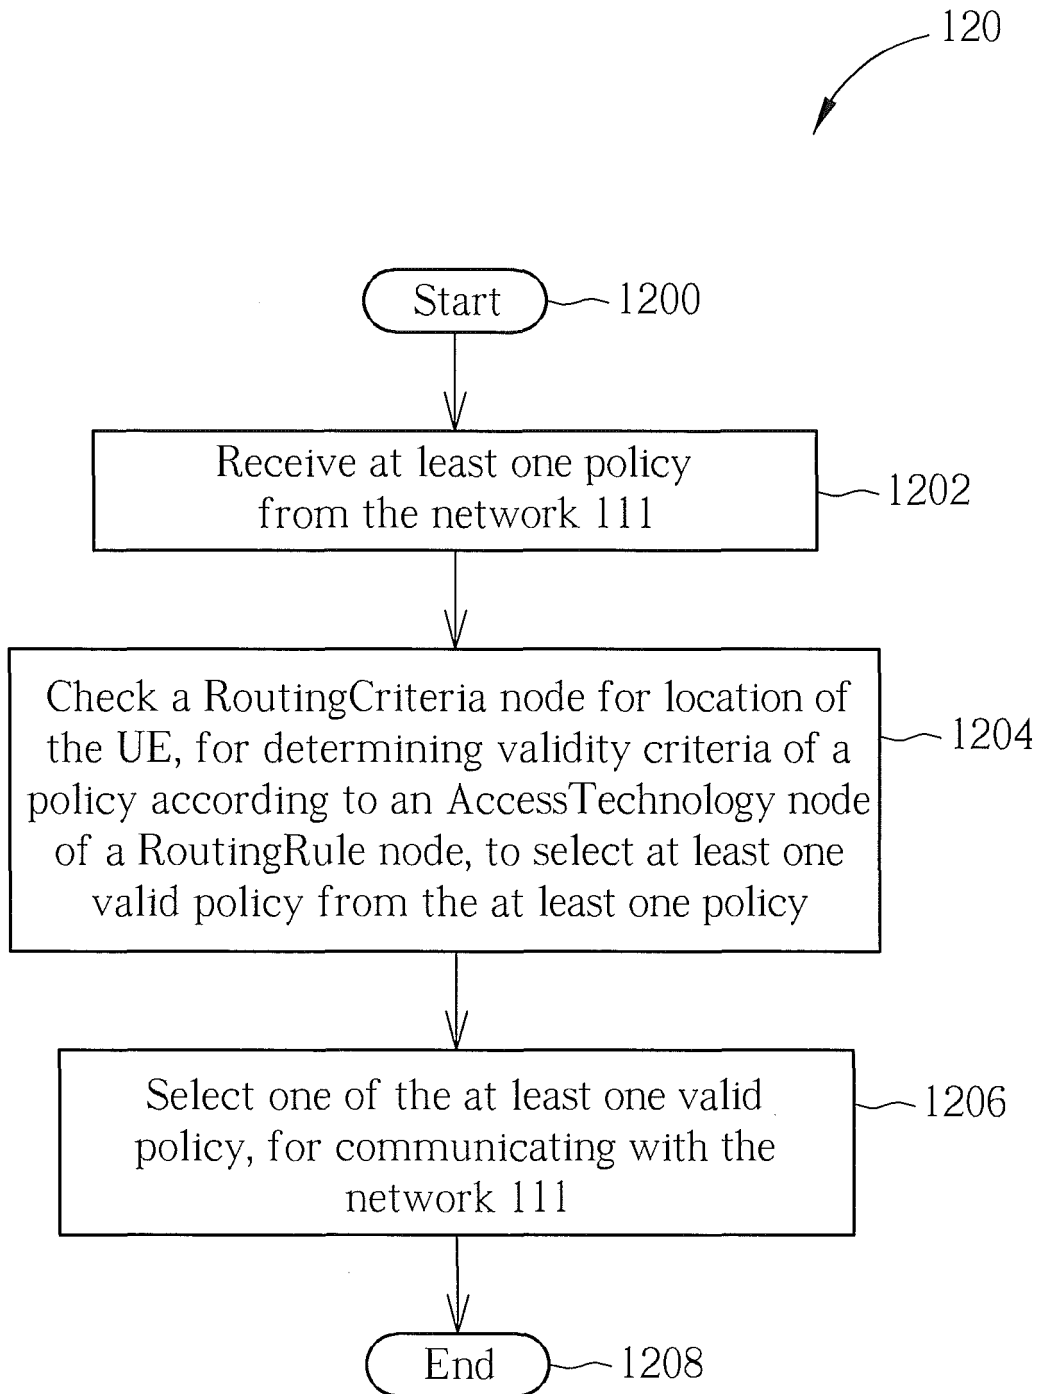 120
Start
1200
Receive at least one policy
from the network 111
1202
Check a RoutingCriteria node for location of
the UE, for determining validity criteria of a
policy according to an AccessTechnology node
of a RoutingRule node, to select at least one
valid policy from the at least one policy
1204
Select one of the at least one valid
policy, for communicating with the
network 111
1206
End
1208